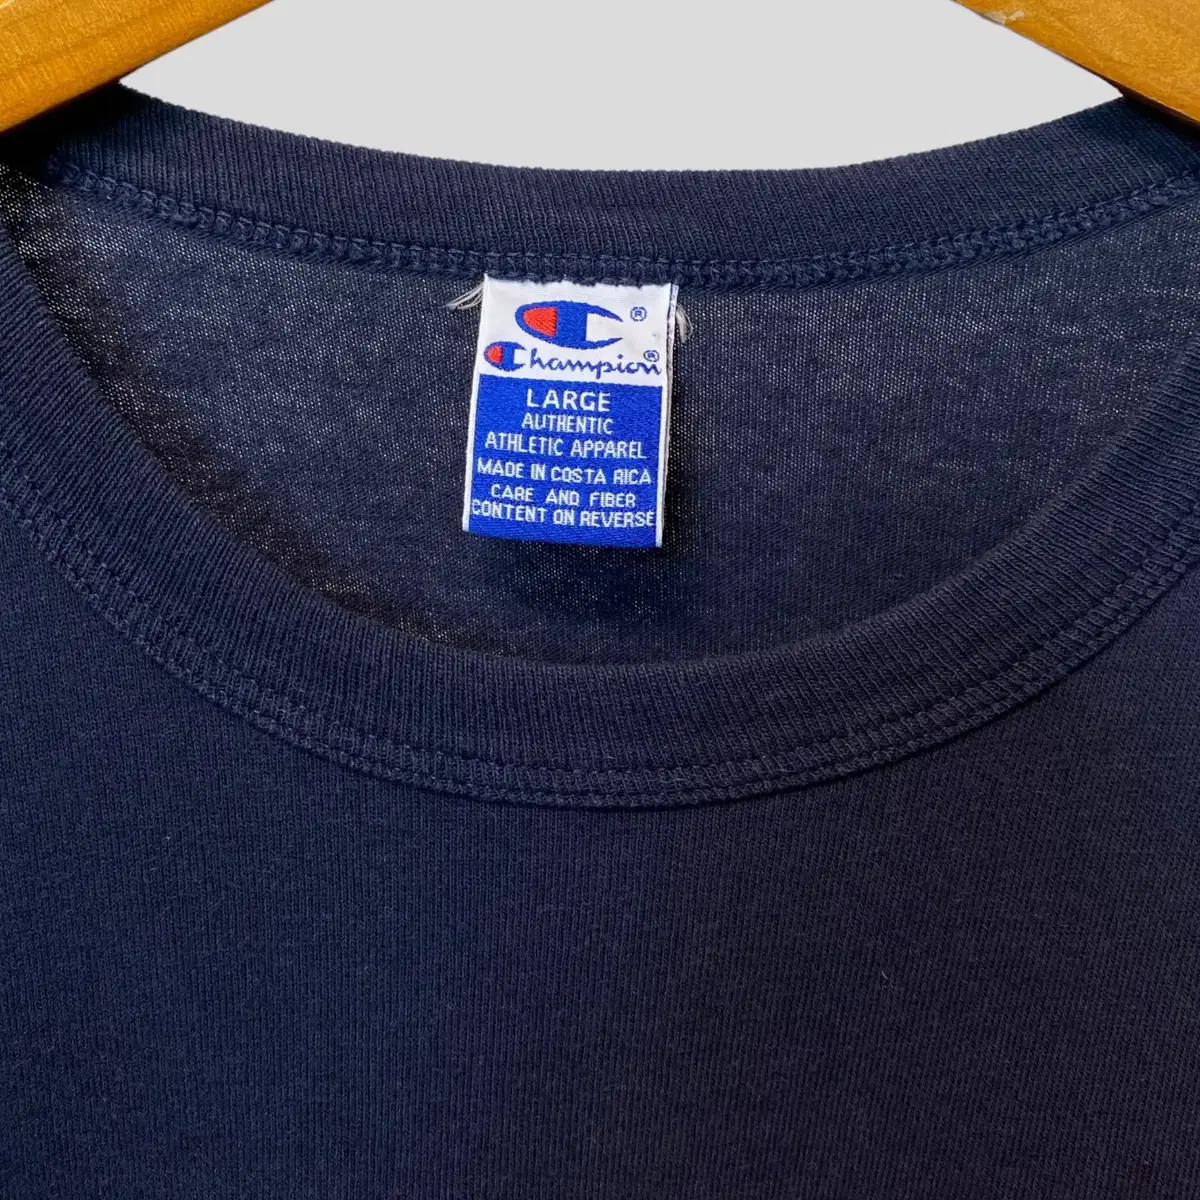 ®
Champion®
LARGE
AUTHENTIC
ATHLETIC APPAREL
MADE IN COSTA RICA
CARE AND FIBER
CONTENT ON REVERSE